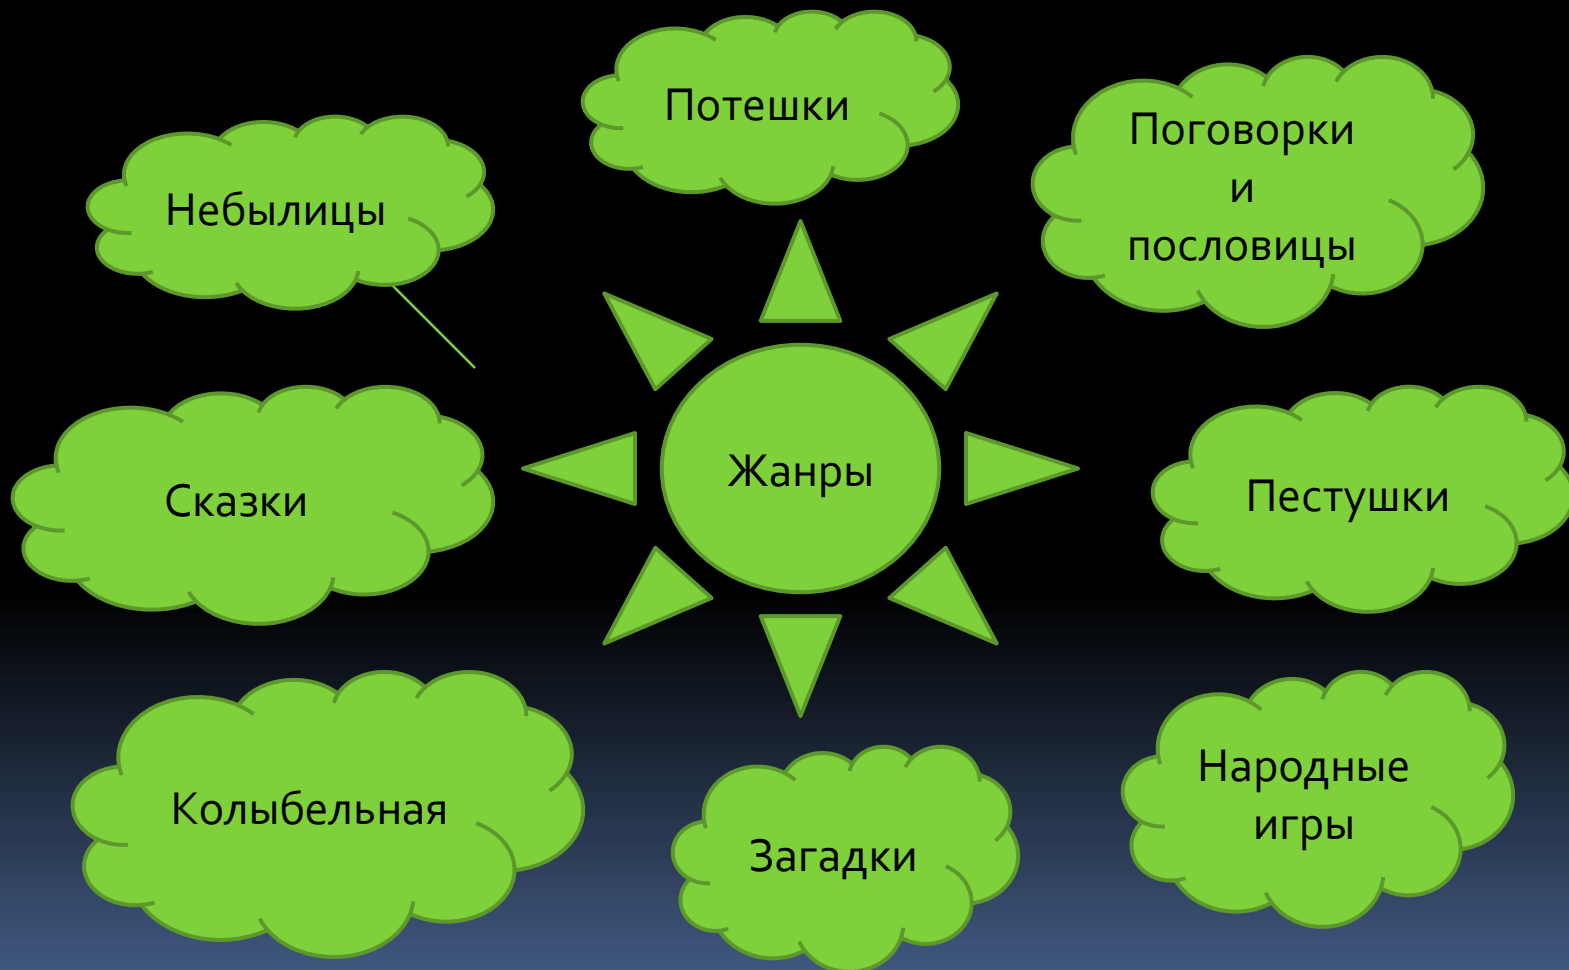 Потешки
Поговорки
и
пословицы
Небылицы
Жанры
Сказки
Пестушки
Народные
игры
Колыбельная
Загадки